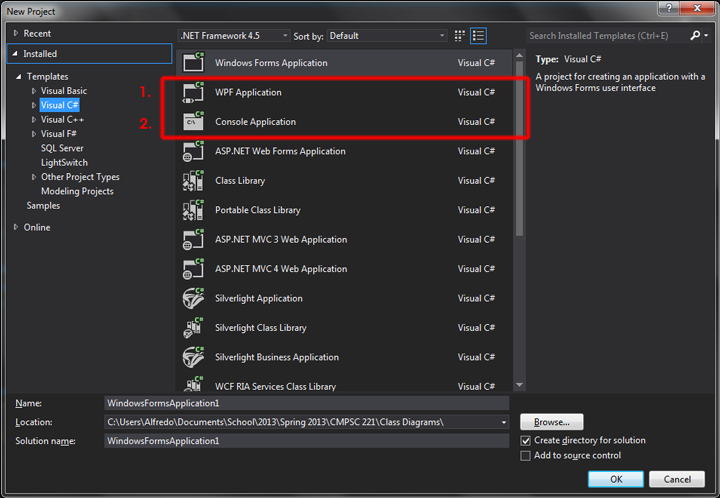 New Project
Recent
Installed
Templates
Visual Basic
Visual C#
Visual C++
Visual F#
SQL Server
LightSwitch
Other Project Types
Modeling Projects
Samples
Online
.NET Framework 4.5 Sort by: Default
Windows Forms Application Visual C#
1. WPF Application Visual C#
2. Console Application Visual C#
ASP.NET Web Forms Application Visual C#
Class Library Visual C#
Portable Class Library Visual C#
ASP.NET MVC 3 Web Application Visual C#
ASP.NET MVC 4 Web Application Visual C#
Silverlight Application Visual C#
Silverlight Class Library Visual C#
Silverlight Business Application Visual C#
WCF RIA Services Class Library Visual C#
Search Installed Templates (Ctrl+E)
Type: Visual C#
A project for creating an application with a
Windows Forms user interface
Name: WindowsFormsApplication1
Location: C:\Users\Alfredo\Documents\School\2013\Spring 2013\CMPSC 221\Class Diagrams\
Solution name: WindowsFormsApplication1
Browse...
Create directory for solution
Add to source control
OK Cancel